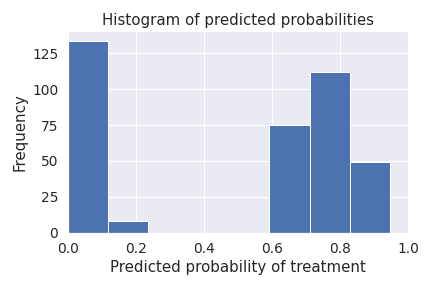 Histogram of predicted probabilities
125
100
75
50
25
0
Frequency
0.0 0.2 0.4 0.6 0.8 1.0
Predicted probability of treatment